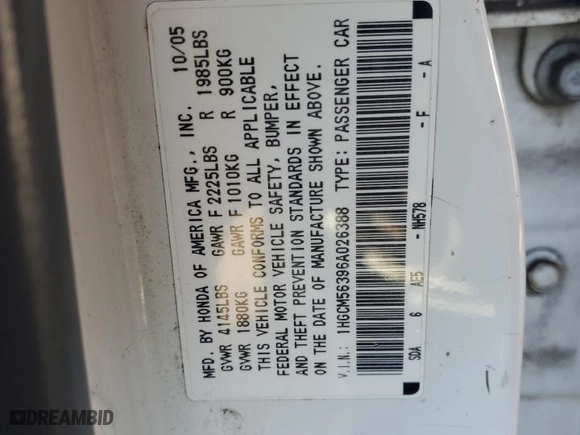 MFD. BY HONDA OF AMERICA MFG., INC. 10/05
GVWR 4145LBS GAWR F 2225LBS R 1985LBS
GVWR 1880KG GAWR F 1010KG R 900KG
THIS VEHICLE CONFORMS TO ALL APPLICABLE
FEDERAL MOTOR VEHICLE SAFETY, BUMPER,
AND THEFT PREVENTION STANDARDS IN EFFECT
ON THE DATE OF MANUFACTURE SHOWN ABOVE.
V.I.N.: 1HGCM56396A026388 TYPE: PASSENGER CAR
SDA - 6 AE5 - NH578 - F - A
DREAMBID